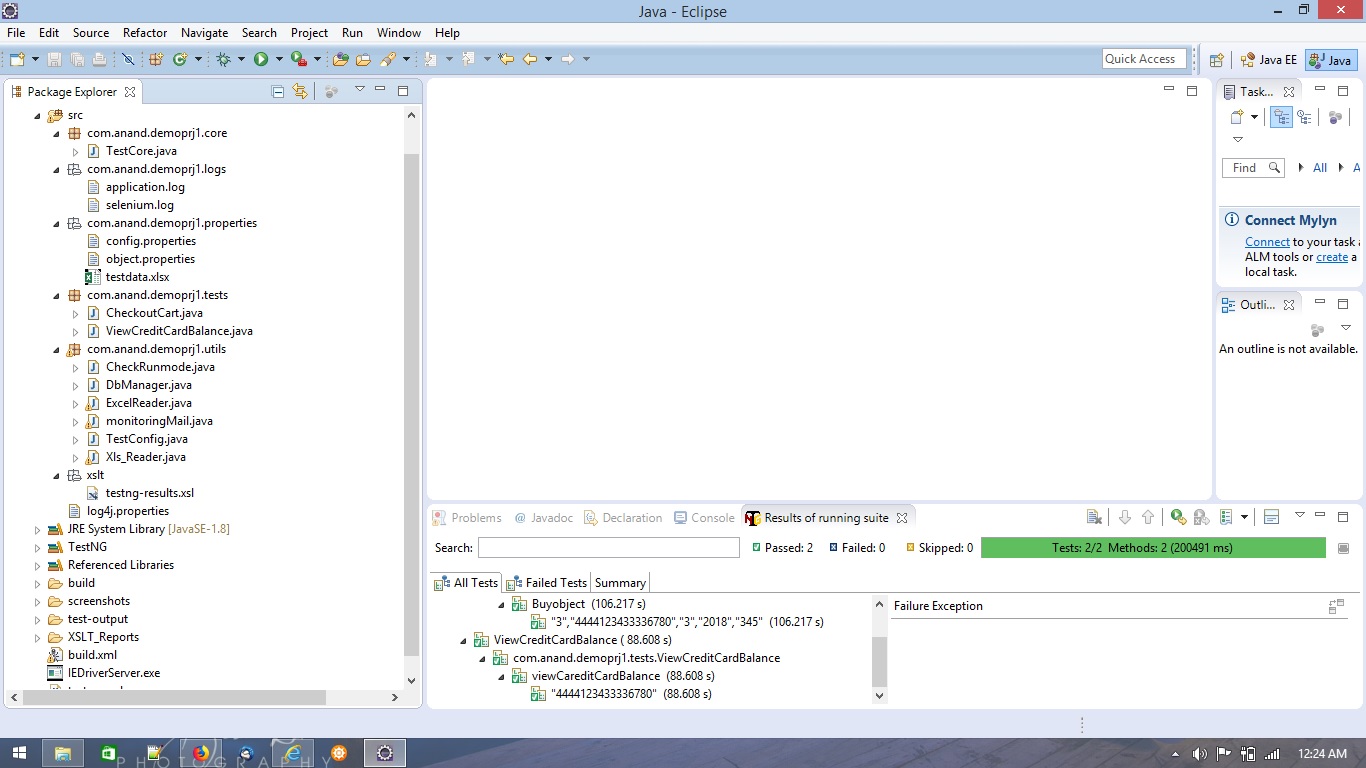 Java - Eclipse
File Edit Source Refactor Navigate Search Project Run Window Help
Quick Access
Java EE
Java
Package Explorer
src
com.anand.demoprj1.core
TestCore.java
com.anand.demoprj1.logs
application.log
selenium.log
com.anand.demoprj1.properties
config.properties
object.properties
testdata.xlsx
com.anand.demoprj1.tests
CheckoutCart.java
ViewCreditCardBalance.java
com.anand.demoprj1.utils
CheckRunmode.java
DbManager.java
ExcelReader.java
monitoringMail.java
TestConfig.java
Xls_Reader.java
xslt
testng-results.xsl
log4j.properties
JRE System Library [JavaSE-1.8]
TestNG
Referenced Libraries
build
screenshots
test-output
XSLT_Reports
build.xml
IEDriverServer.exe
Task...
Find All A
Connect Mylyn
Connect to your task
ALM tools or create a
local task.
Outli...
An outline is not available.
Problems @ Javadoc Declaration Console Results of running suite
Search: Passed: 2 Failed: 0 Skipped: 0 Tests: 2/2 Methods: 2 (200491 ms)
All Tests Failed Tests Summary
Buyobject (106.217 s)
"3","4444123433336780","3","2018","345" (106.217 s)
ViewCreditCardBalance ( 88.608 s)
com.anand.demoprj1.tests.ViewCreditCardBalance
viewCareditCardBalance (88.608 s)
"4444123433336780" (88.608 s)
Failure Exception
PHOTOGRAPHY
12:24 AM